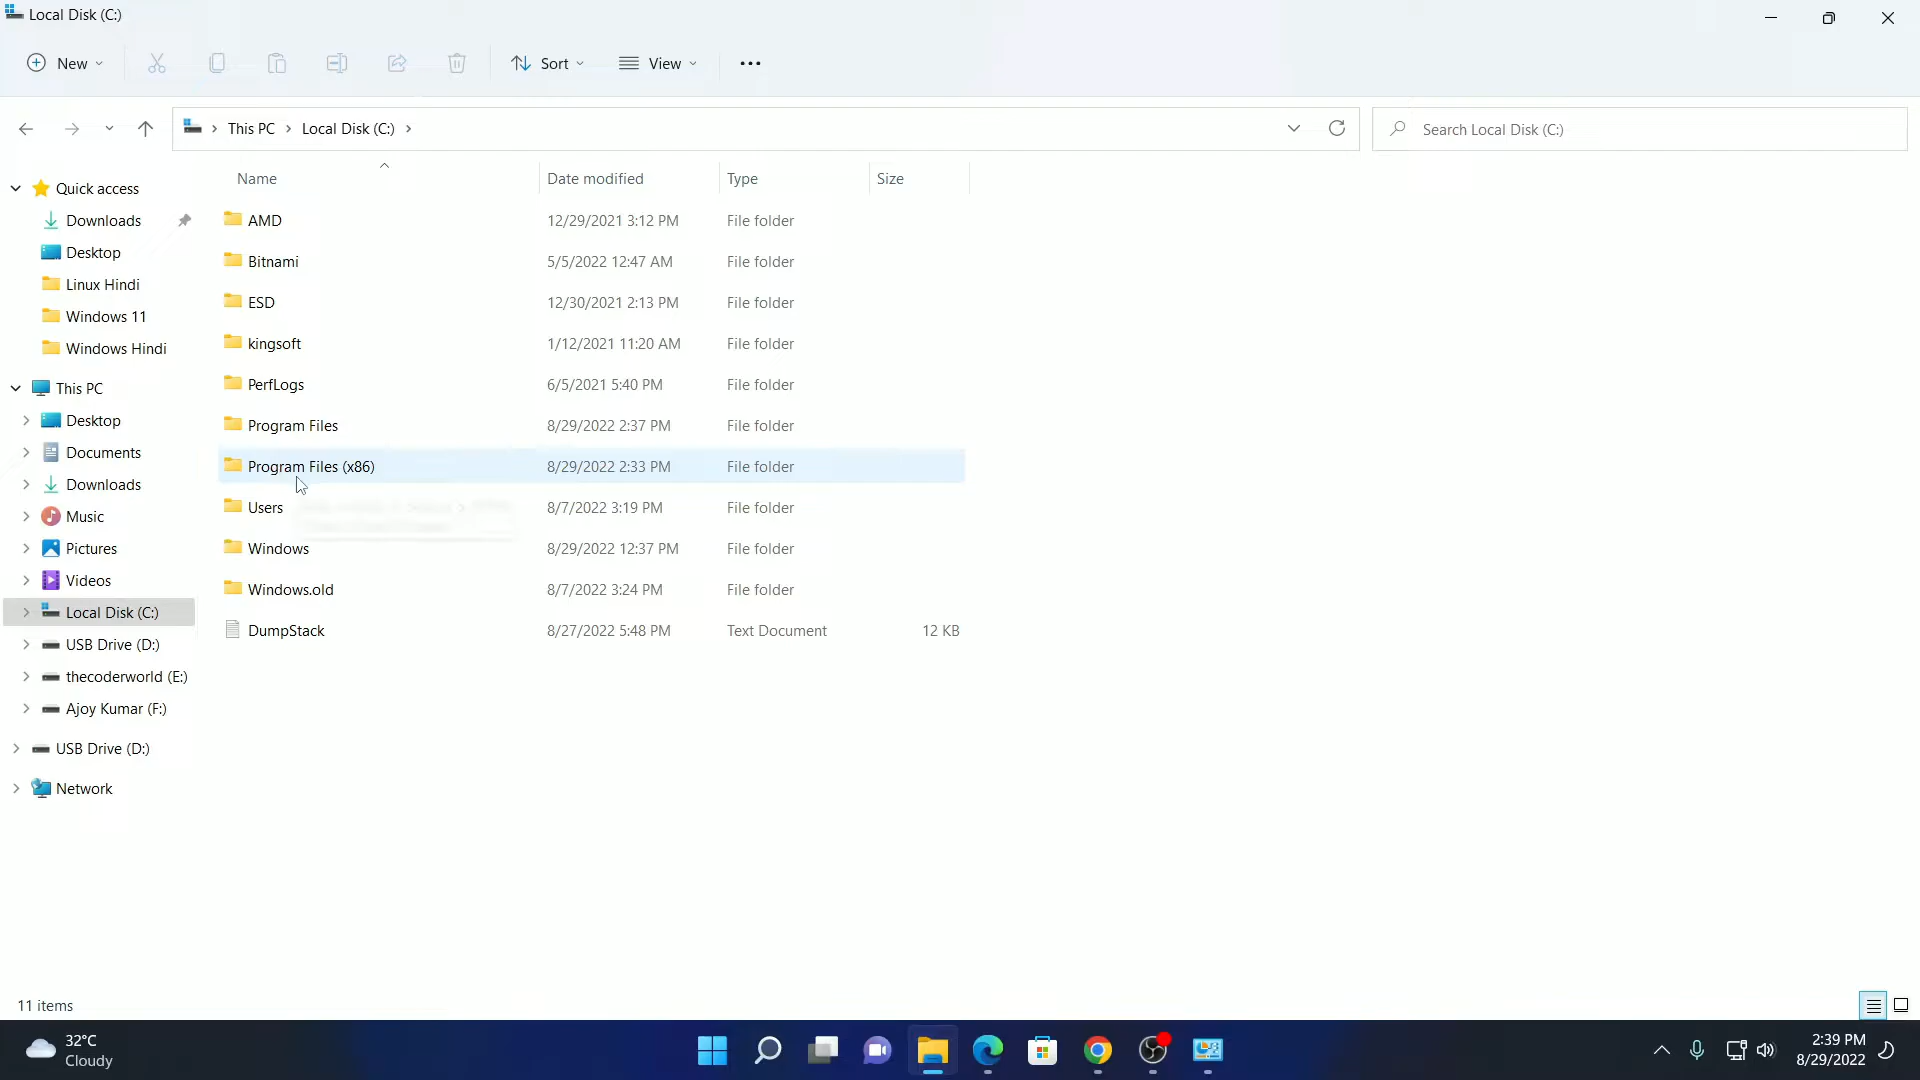 Local Disk (C:)
New
Sort
View
This PC
Local Disk (C:)
Search Local Disk (C:)
Name
Date modified
Type
Size
Quick access
Downloads
Desktop
Linux Hindi
Windows 11
Windows Hindi
This PC
Desktop
Documents
Downloads
Music
Pictures
Videos
Local Disk (C:)
USB Drive (D:)
thecoderworld (E:)
Ajoy Kumar (F:)
USB Drive (D:)
Network
AMD 12/29/2021 3:12 PM File folder
Bitnami 5/5/2022 12:47 AM File folder
ESD 12/30/2021 2:13 PM File folder
kingsoft 1/12/2021 11:20 AM File folder
PerfLogs 6/5/2021 5:40 PM File folder
Program Files 8/29/2022 2:37 PM File folder
Program Files (x86) 8/29/2022 2:33 PM File folder
Users 8/7/2022 3:19 PM File folder
Windows 8/29/2022 12:37 PM File folder
Windows.old 8/7/2022 3:24 PM File folder
DumpStack 8/27/2022 5:48 PM Text Document 12 KB
11 items
32°C
Cloudy
2:39 PM
8/29/2022